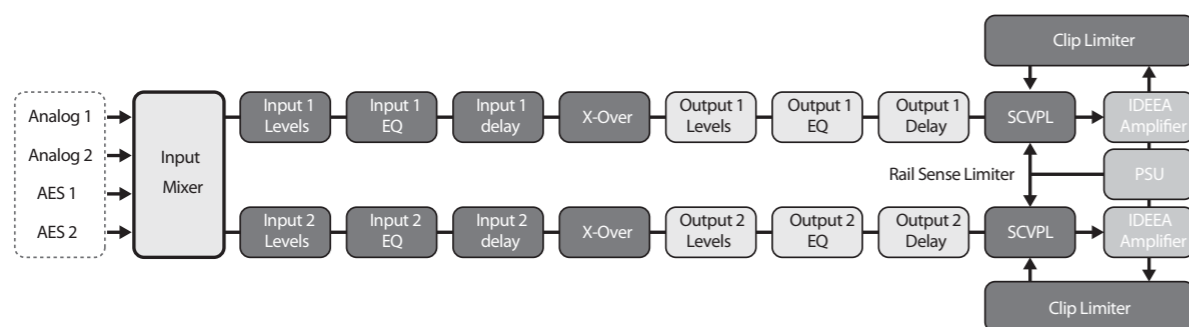 Clip Limiter
Analog 1
Analog 2
AES 1
AES 2
Input
Mixer
Input 1
Levels
Input 1
EQ
Input 1
delay
X-Over
Output 1
Levels
Output 1
EQ
Output 1
Delay
SCVPL
IDEEA
Amplifier
Rail Sense Limiter
PSU
Input 2
Levels
Input 2
EQ
Input 2
delay
X-Over
Output 2
Levels
Output 2
EQ
Output 2
Delay
SCVPL
IDEEA
Amplifier
Clip Limiter